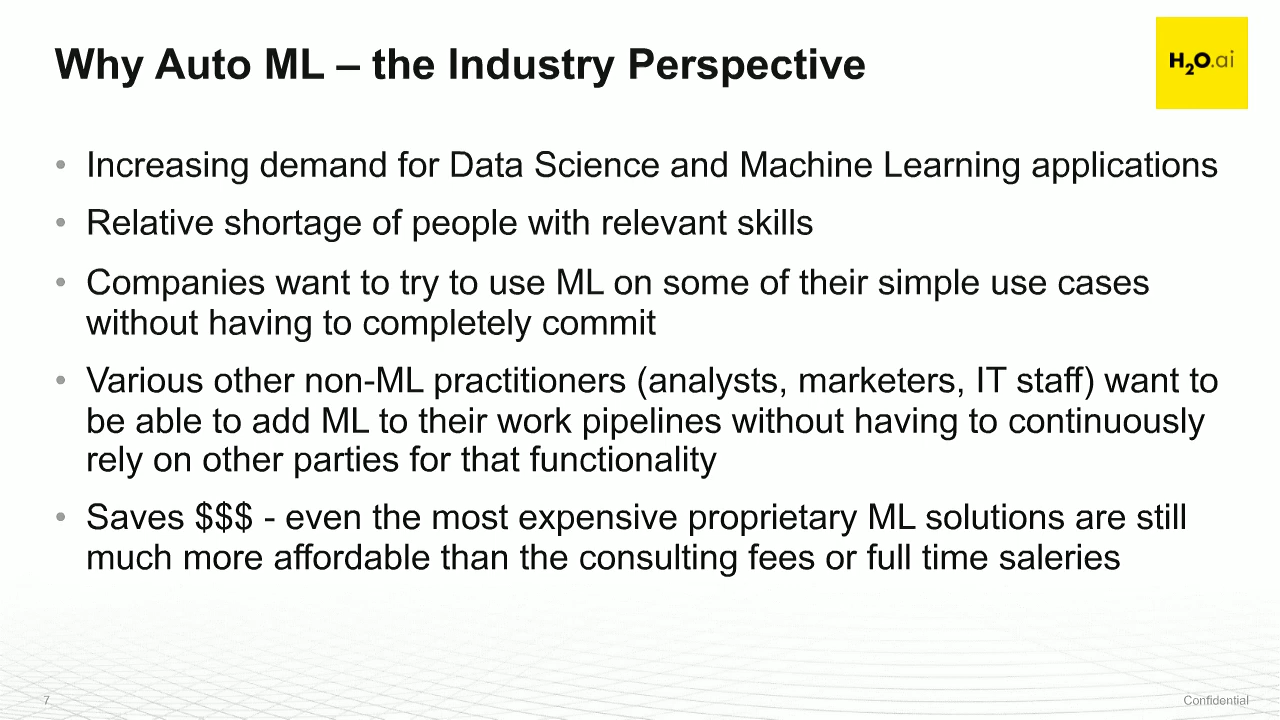 Why Auto ML – the Industry Perspective
H2O.ai
• Increasing demand for Data Science and Machine Learning applications
• Relative shortage of people with relevant skills
• Companies want to try to use ML on some of their simple use cases
without having to completely commit
• Various other non-ML practitioners (analysts, marketers, IT staff) want to
be able to add ML to their work pipelines without having to continuously
rely on other parties for that functionality
• Saves $$$ - even the most expensive proprietary ML solutions are still
much more affordable than the consulting fees or full time saleries
7
Confidential